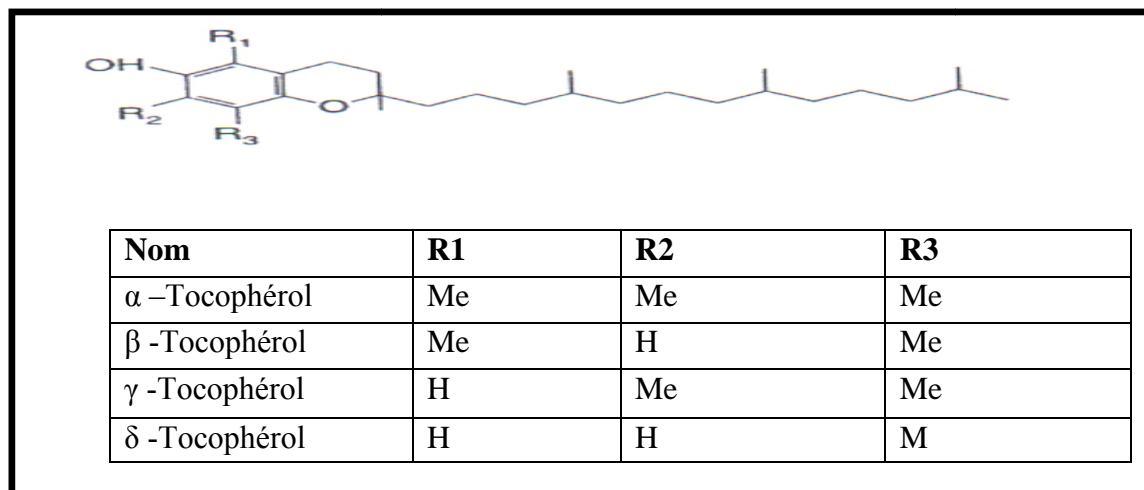 R1
OH
O
R2
R3
Nom R1 R2 R3
α –Tocophérol Me Me Me
β -Tocophérol Me H Me
γ -Tocophérol H Me Me
δ -Tocophérol H H M